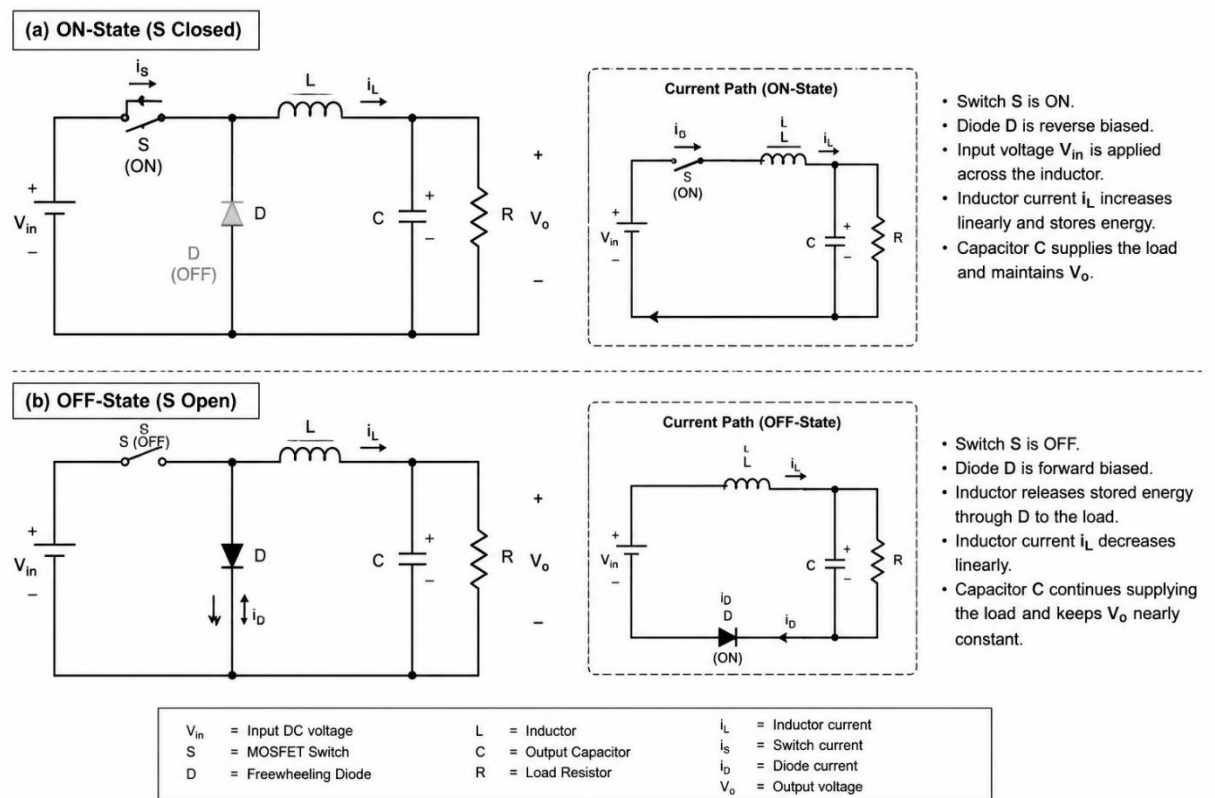 (a) ON-State (S Closed)
iS
S
(ON)
L
iL
+
Vin
–
D
D
(OFF)
C
+
–
R
+
Vo
–
Current Path (ON-State)
iG
S
(ON)
i
L
iL
+
Vin
–
C
+
–
R
• Switch S is ON.
• Diode D is reverse biased.
• Input voltage Vin is applied
across the inductor.
• Inductor current iL increases
linearly and stores energy.
• Capacitor C supplies the load
and maintains Vo.
(b) OFF-State (S Open)
S
S (OFF)
L
iL
+
Vin
–
D
iD
C
+
–
R
+
Vo
–
Current Path (OFF-State)
L
L
iL
+
Vin
–
C
+
–
R
iD
D
(ON)
iD
• Switch S is OFF.
• Diode D is forward biased.
• Inductor releases stored energy
through D to the load.
• Inductor current iL decreases
linearly.
• Capacitor C continues supplying
the load and keeps Vo nearly
constant.
Vin = Input DC voltage
S = MOSFET Switch
D = Freewheeling Diode
L = Inductor
C = Output Capacitor
R = Load Resistor
iL = Inductor current
iS = Switch current
iD = Diode current
Vo = Output voltage